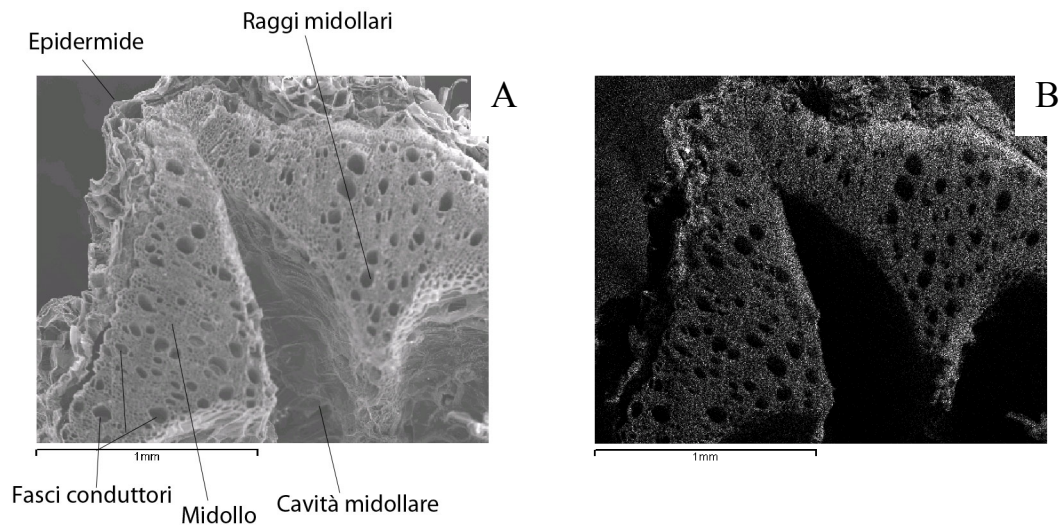 Raggi midollari
Epidermide
A
B
1mm
1mm
Fasci conduttori
Midollo
Cavità midollare